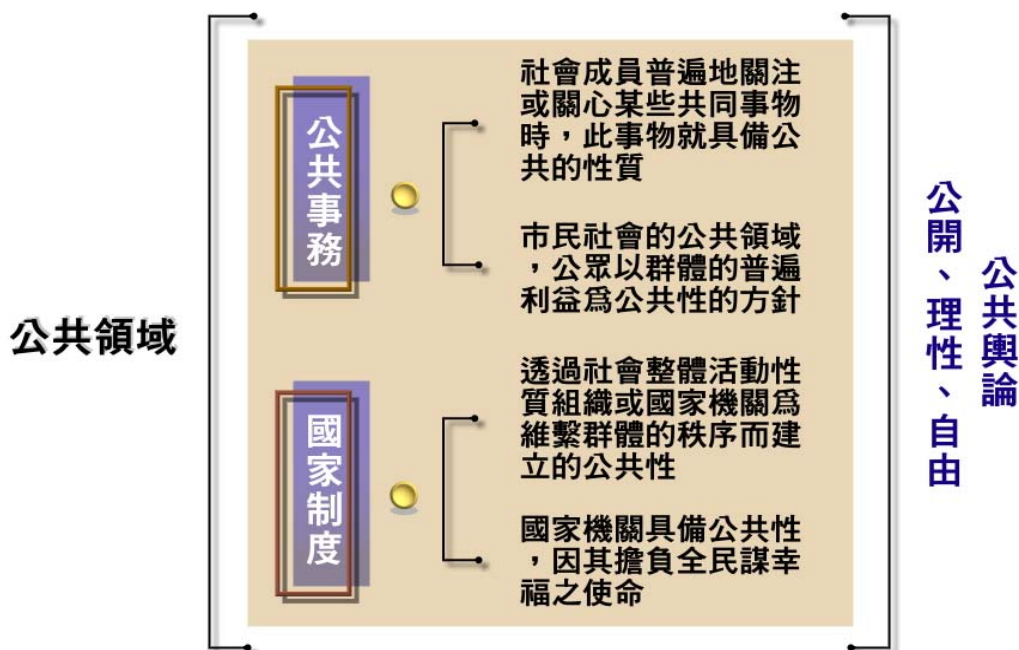 公共領域
公共事務
社會成員普遍地關注
或關心某些共同事物
時，此事物就具備公
共的性質
市民社會的公共領域
，公眾以群體的普遍
利益爲公共性的方針
國家制度
透過社會整體活動性
質組織或國家機關爲
維繫群體的秩序而建
立的公共性
國家機關具備公共性
，因其擔負全民謀幸
福之使命
公共輿論
公開、理性、自由